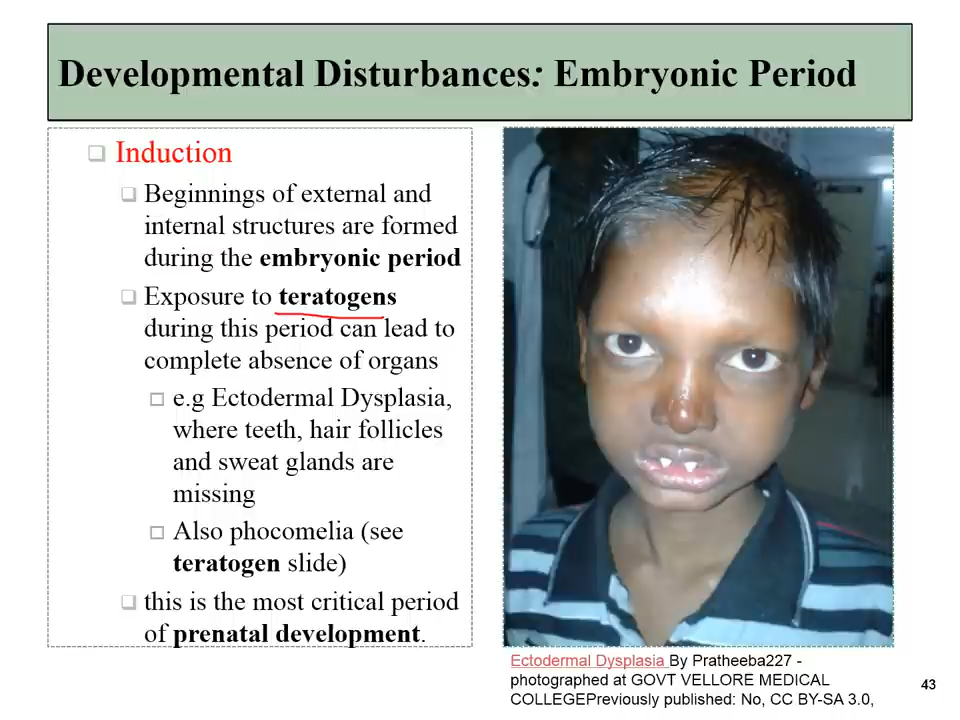 Developmental Disturbances: Embryonic Period
Induction
Beginnings of external and
internal structures are formed
during the embryonic period
Exposure to teratogens
during this period can lead to
complete absence of organs
e.g Ectodermal Dysplasia,
where teeth, hair follicles
and sweat glands are
missing
Also phocomelia (see
teratogen slide)
this is the most critical period
of prenatal development.
Ectodermal Dysplasia By Pratheeba227 -
photographed at GOVT VELLORE MEDICAL
COLLEGEPreviously published: No, CC BY-SA 3.0,
43